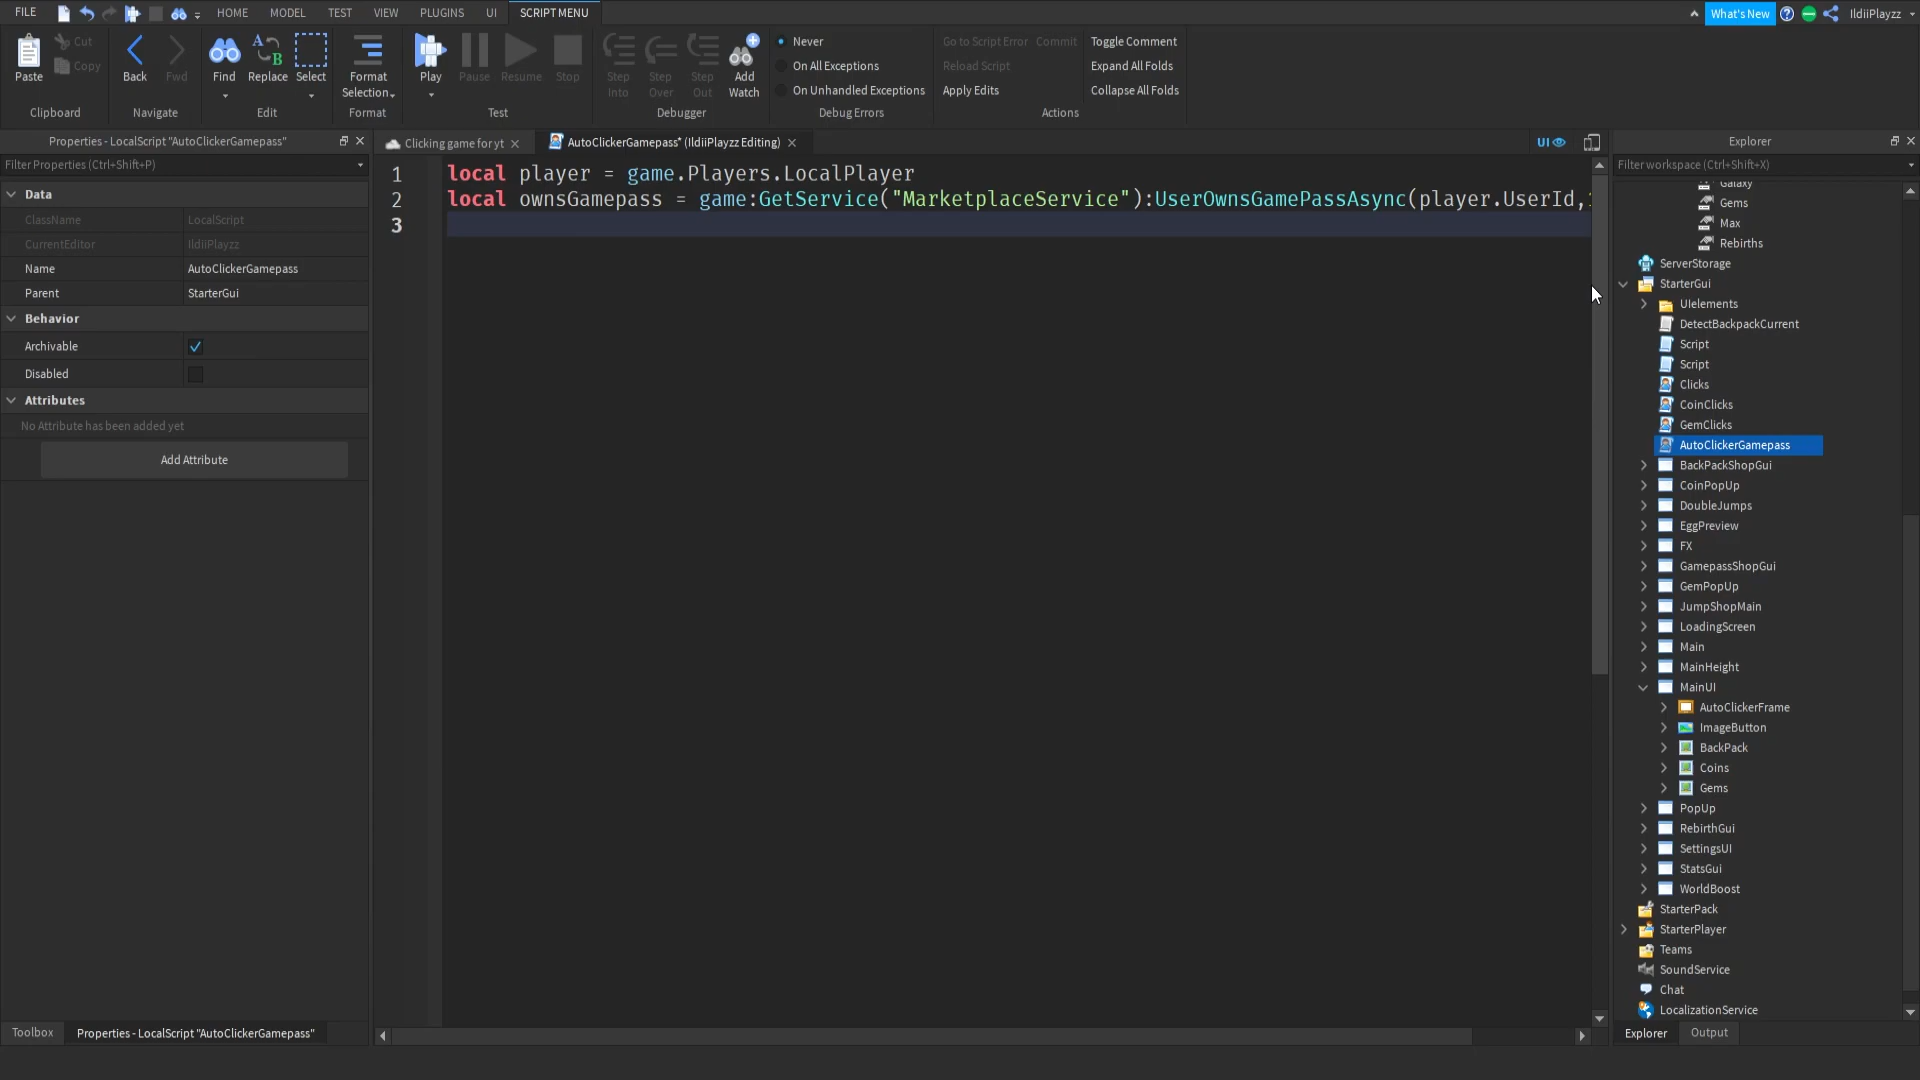 FILE HOME MODEL TEST VIEW PLUGINS UI SCRIPT MENU What's New IldiiPlayzz
Paste Cut Copy Clipboard
Back Fwd Navigate
Find Replace Select Edit
Format Selection Format
Play Pause Resume Stop Test
Step Into Step Over Step Out Add Watch Debugger
Never
On All Exceptions
On Unhandled Exceptions
Debug Errors
Go to Script Error Commit Toggle Comment
Reload Script Expand All Folds
Apply Edits Collapse All Folds
Actions
Properties - LocalScript "AutoClickerGamepass"
Filter Properties (Ctrl+Shift+P)
Data
ClassName LocalScript
CurrentEditor IldiiPlayzz
Name AutoClickerGamepass
Parent StarterGui
Behavior
Archivable
Disabled
Attributes
No Attribute has been added yet
Add Attribute
Toolbox Properties - LocalScript "AutoClickerGamepass"
Clicking game for yt AutoClickerGamepass* (IldiiPlayzz Editing) UI
1 local player = game.Players.LocalPlayer
2 local ownsGamepass = game:GetService("MarketplaceService"):UserOwnsGamePassAsync(player.UserId,
3
Explorer
Filter workspace (Ctrl+Shift+X)
Galaxy
Gems
Max
Rebirths
ServerStorage
StarterGui
UIelements
DetectBackpackCurrent
Script
Script
Clicks
CoinClicks
GemClicks
AutoClickerGamepass
BackPackShopGui
CoinPopUp
DoubleJumps
EggPreview
FX
GamepassShopGui
GemPopUp
JumpShopMain
LoadingScreen
Main
MainHeight
MainUI
AutoClickerFrame
ImageButton
BackPack
Coins
Gems
PopUp
RebirthGui
SettingsUI
StatsGui
WorldBoost
StarterPack
StarterPlayer
Teams
SoundService
Chat
LocalizationService
Explorer Output